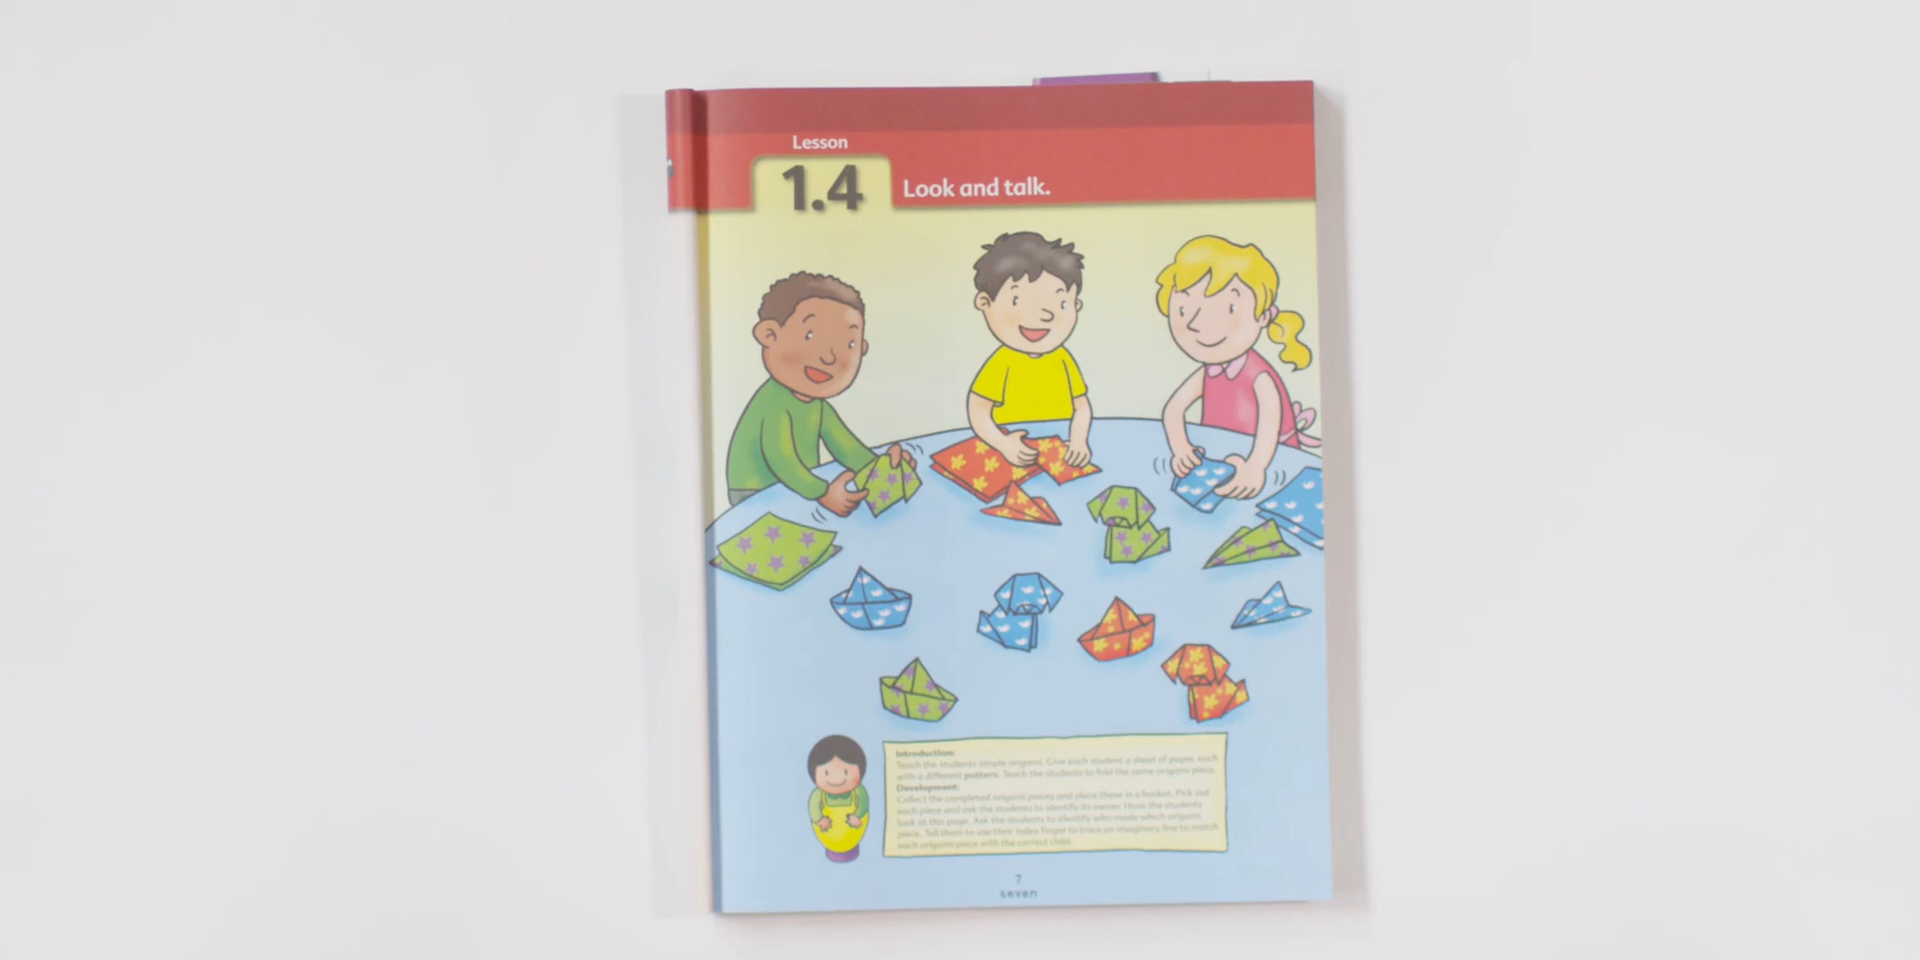 Lesson
1.4
Look and talk.
Introduction:
Teach the students simple origami. Give each student a sheet of paper, each
with a different pattern. Teach the students to fold the same origami piece.
Development:
Collect the completed origami pieces and place these in a basket. Pick out
each piece and ask the students to identify its owner. Have the students
look at this page. Ask the students to identify who made which origami
piece. Tell them to use their index finger to trace an imaginary line to match
each origami piece with the correct child.
7
seven